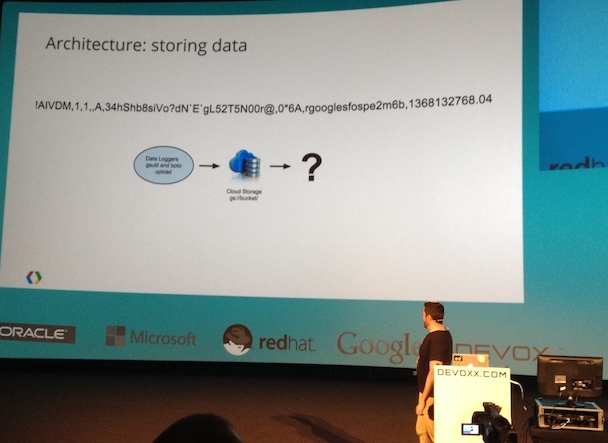 Architecture: storing data
!AIVDM,1,1,,A,34hShb8siVo?dN`E`gL52T5N00r@,0*6A,rgooglesfospe2m6b,1368132768.04
Data Loggers
gsutil and boto
upload
?
Cloud Storage
gs://bucket/
redh
ORACLE
Microsoft
redhat.
Google
DEVOXX
DEVOXX.COM